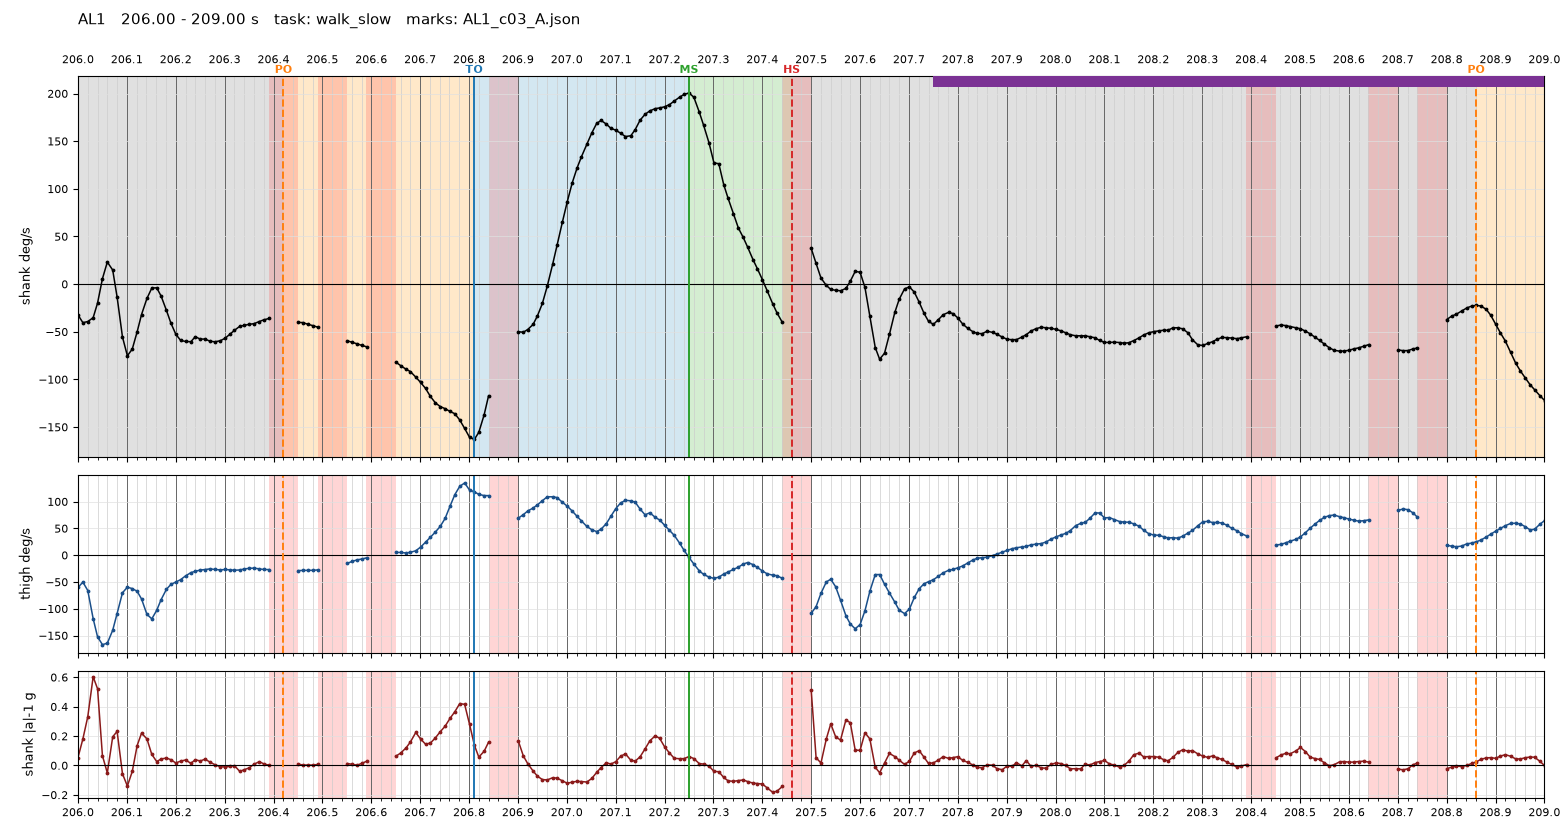 AL1   206.00 - 209.00 s   task: walk_slow   marks: AL1_c03_A.json
206.0 206.1 206.2 206.3 206.4 206.5 206.6 206.7 206.8 206.9 207.0 207.1 207.2 207.3 207.4 207.5 207.6 207.7 207.8 207.9 208.0 208.1 208.2 208.3 208.4 208.5 208.6 208.7 208.8 208.9 209.0
PO TO MS HS PO
shank deg/s
200
150
100
50
0
−50
−100
−150
thigh deg/s
100
50
0
−50
−100
−150
shank |a|-1 g
0.6
0.4
0.2
0.0
−0.2
206.0 206.1 206.2 206.3 206.4 206.5 206.6 206.7 206.8 206.9 207.0 207.1 207.2 207.3 207.4 207.5 207.6 207.7 207.8 207.9 208.0 208.1 208.2 208.3 208.4 208.5 208.6 208.7 208.8 208.9 209.0